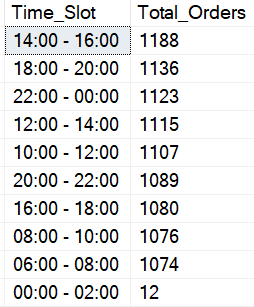 Time_Slot Total_Orders
14:00 - 16:00 1188
18:00 - 20:00 1136
22:00 - 00:00 1123
12:00 - 14:00 1115
10:00 - 12:00 1107
20:00 - 22:00 1089
16:00 - 18:00 1080
08:00 - 10:00 1076
06:00 - 08:00 1074
00:00 - 02:00 12